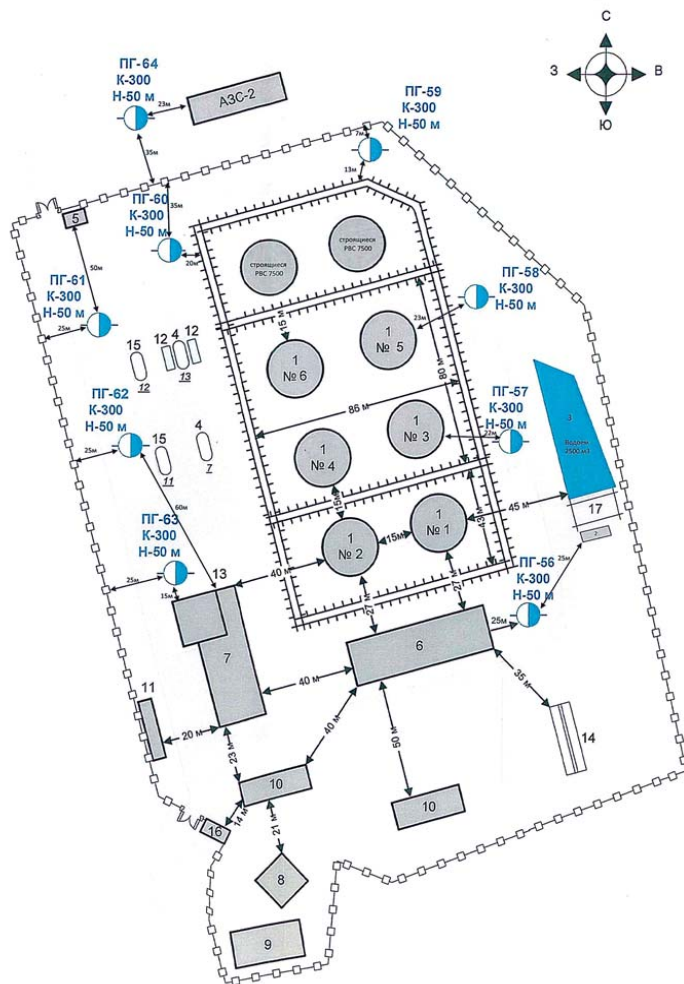 С
З
В
Ю
ПГ-64
К-300
Н-50 м
23м
АЗС-2
35м
ПГ-59
К-300
Н-50 м
7м
13м
5
ПГ-60
К-300
Н-50 м
35м
20м
строящиеся
РВС 7500
строящиеся
РВС 7500
50м
ПГ-61
К-300
Н-50 м
25м
ПГ-58
К-300
Н-50 м
23м
15 м
1
№ 5
1
№ 6
80 м
86 м
15
12
12
4
12
13
ПГ-62
К-300
Н-50 м
25м
15
11
4
7
60м
1
№ 3
1
№ 4
ПГ-57
К-300
Н-50 м
22м
3
Водоем
2500 м3
15м
1
№ 1
1
№ 2
15м
43м
45 м
17
2
25м
ПГ-63
К-300
Н-50 м
25м
15м
13
40 м
27 м
27 м
ПГ-56
К-300
Н-50 м
25м
7
6
40 м
35 м
14
11
20 м
23 м
40 м
50 м
10
10
16
14 м
21 м
8
9